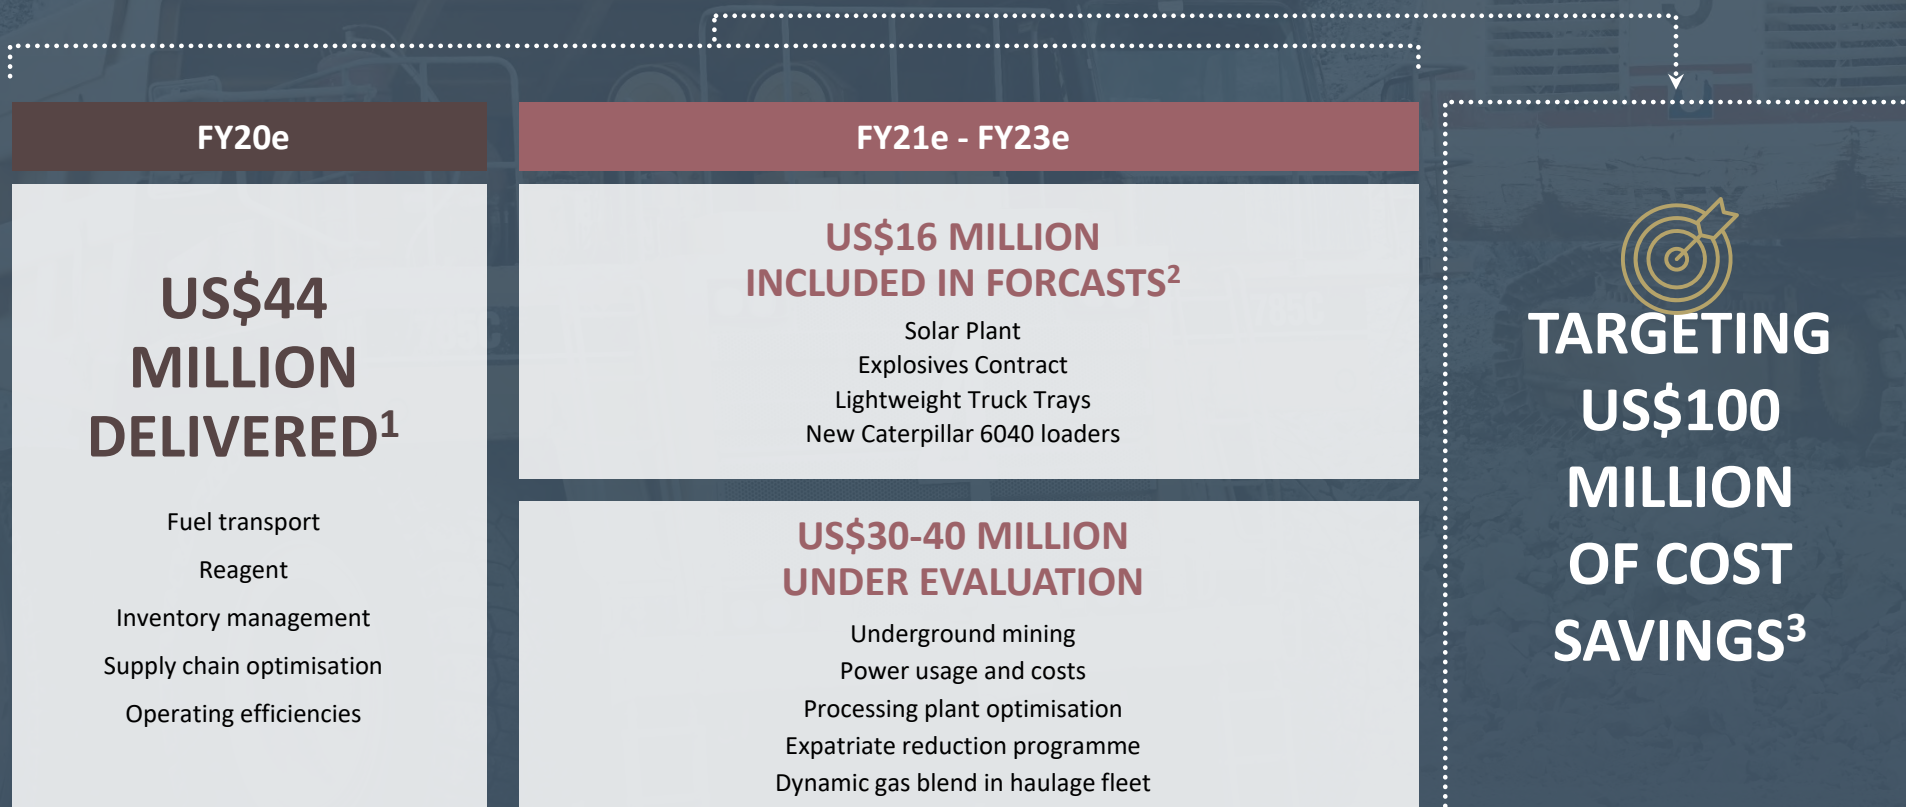 FY20e
US$44
MILLION
DELIVERED1
Fuel transport
Reagent
Inventory management
Supply chain optimisation
Operating efficiencies
FY21e - FY23e
US$16 MILLION
INCLUDED IN FORCASTS2
Solar Plant
Explosives Contract
Lightweight Truck Trays
New Caterpillar 6040 loaders
US$30-40 MILLION
UNDER EVALUATION
Underground mining
Power usage and costs
Processing plant optimisation
Expatriate reduction programme
Dynamic gas blend in haulage fleet
TARGETING
US$100
MILLION
OF COST
SAVINGS3